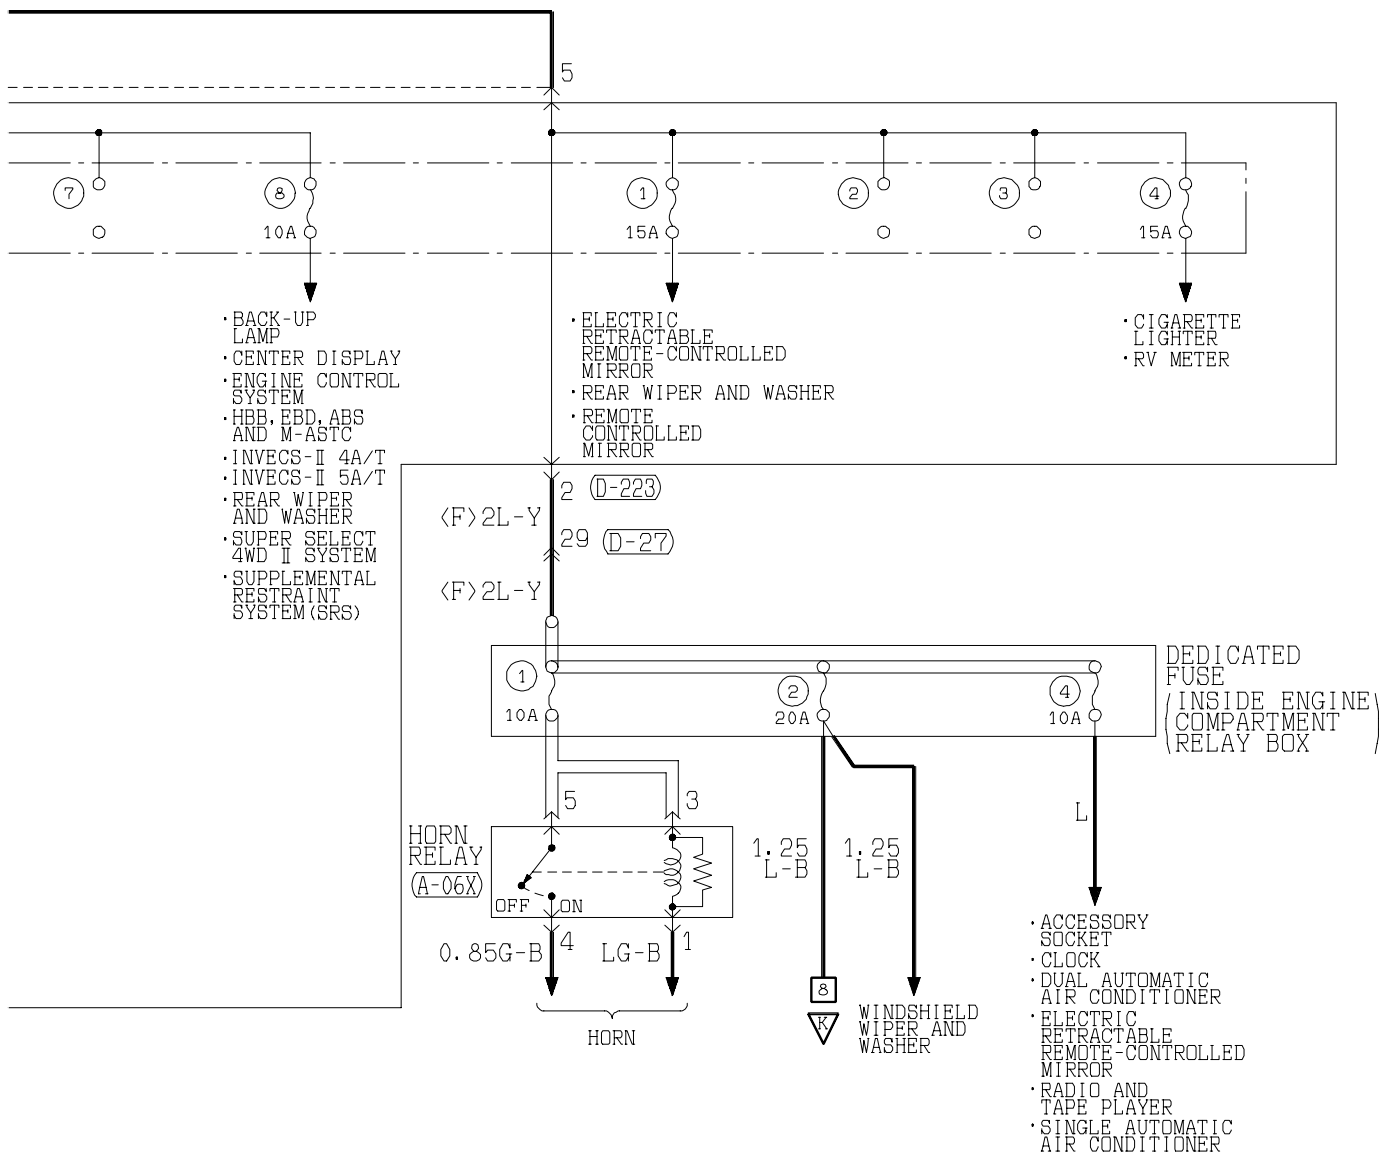 5
7
8
10A
1
15A
2
3
4
15A
·BACK-UP
LAMP
·CENTER DISPLAY
·ENGINE CONTROL
SYSTEM
·HBB, EBD, ABS
AND M-ASTC
·INVECS-Ⅱ 4A/T
·INVECS-Ⅱ 5A/T
·REAR WIPER
AND WASHER
·SUPER SELECT
4WD Ⅱ SYSTEM
·SUPPLEMENTAL
RESTRAINT
SYSTEM(SRS)
·ELECTRIC
RETRACTABLE
REMOTE-CONTROLLED
MIRROR
·REAR WIPER AND WASHER
·REMOTE
CONTROLLED
MIRROR
·CIGARETTE
LIGHTER
·RV METER
2 (D-223)
<F>2L-Y
29 (D-27)
<F>2L-Y
1
10A
2
20A
4
10A
DEDICATED
FUSE
(INSIDE ENGINE
COMPARTMENT
RELAY BOX)
5
3
HORN
RELAY
(A-06X)
OFF
ON
4
1
0.85G-B
LG-B
HORN
1.25
L-B
1.25
L-B
L
8
K
WINDSHIELD
WIPER AND
WASHER
·ACCESSORY
SOCKET
·CLOCK
·DUAL AUTOMATIC
AIR CONDITIONER
·ELECTRIC
RETRACTABLE
REMOTE-CONTROLLED
MIRROR
·RADIO AND
TAPE PLAYER
·SINGLE AUTOMATIC
AIR CONDITIONER